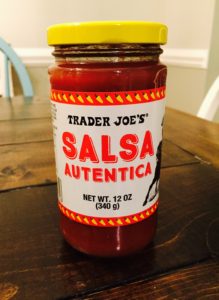 TRADER JOE'S®
SALSA
AUTENTICA
NET WT. 12 OZ
(340 g)